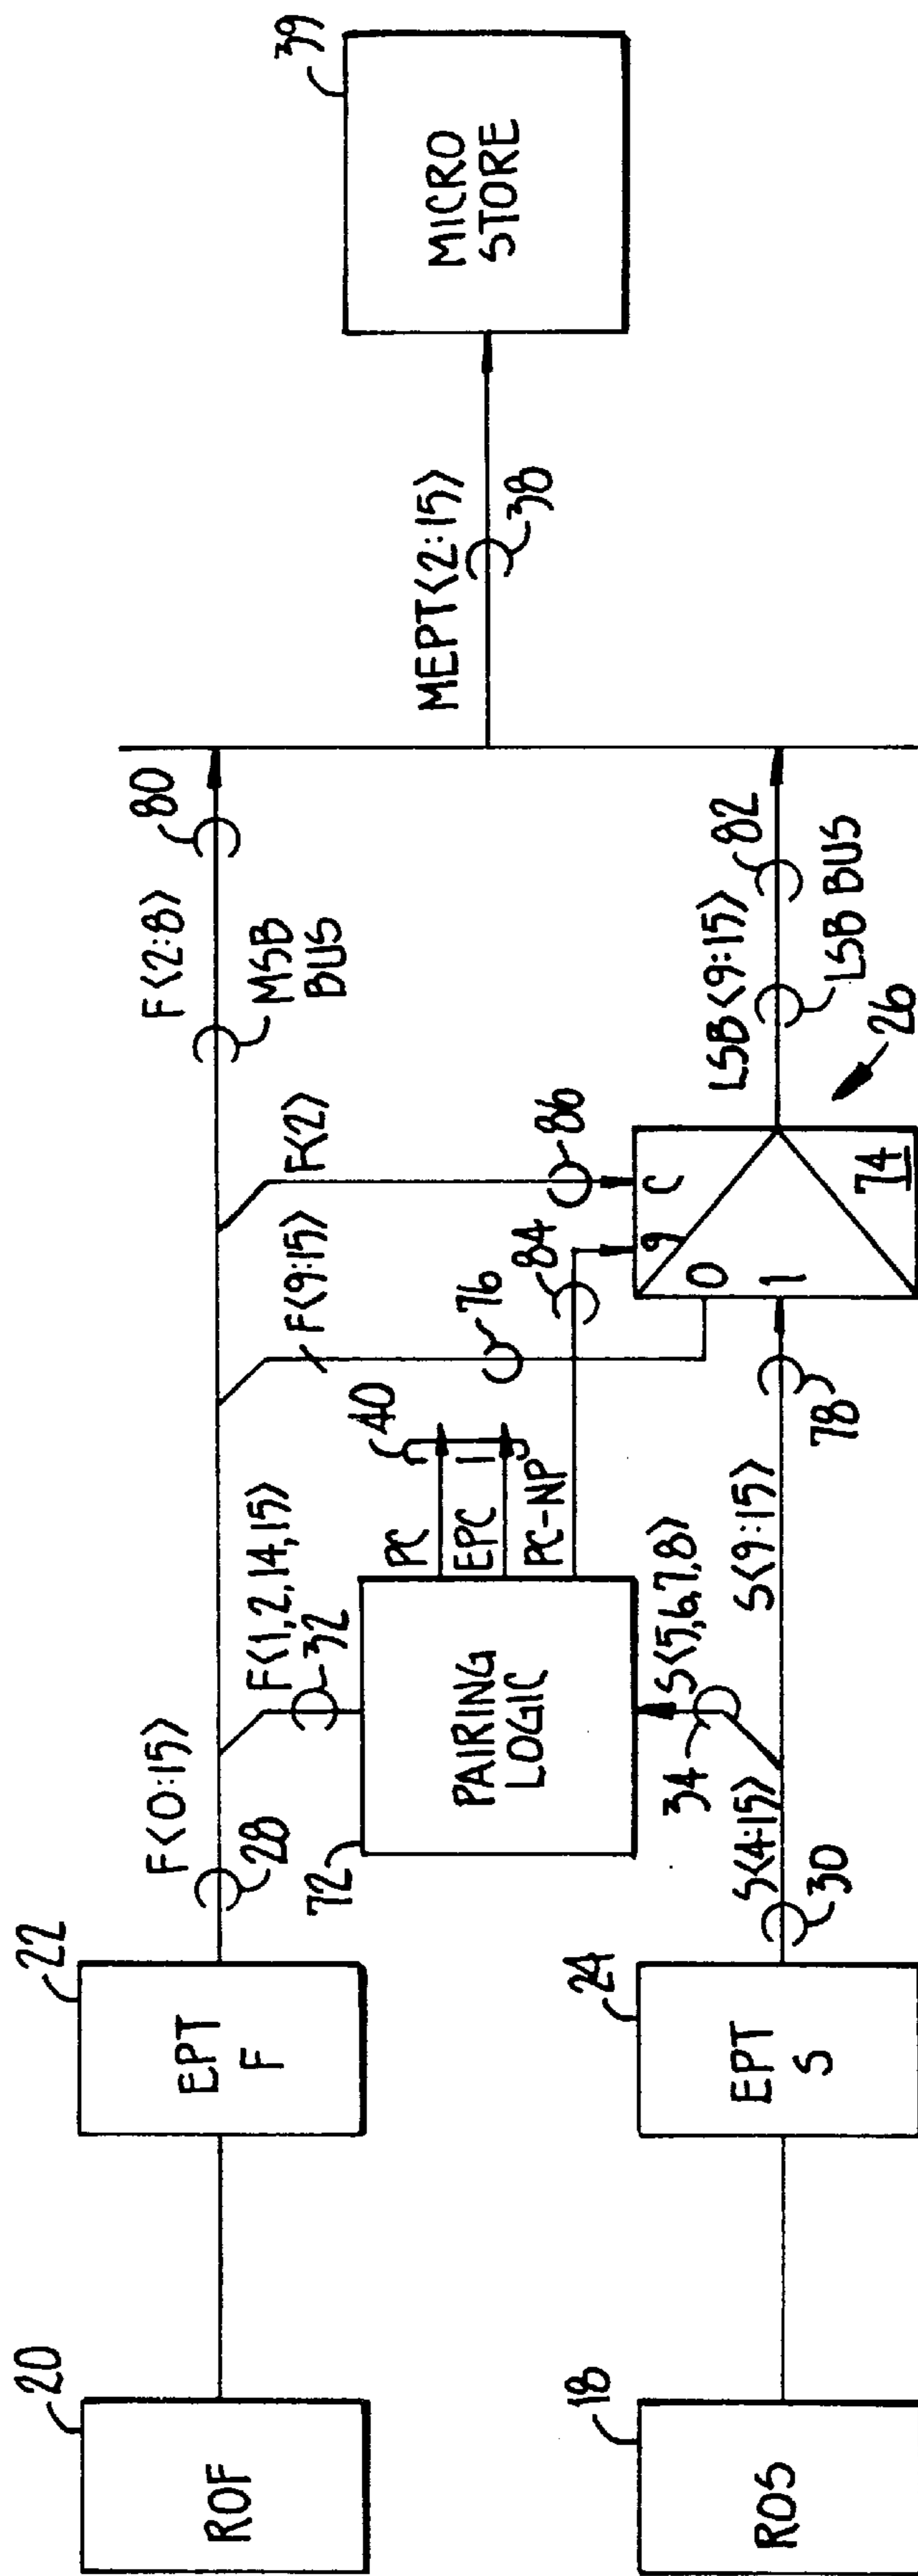 20
ROF
22
EPT
F
F<0:15>
28
F<1,2,14,15>
32
F<9:15>
76
F<2>
86
F<2:8>
MSB
BUS
80
72
PAIRING
LOGIC
PC
EPC
40
PC-NP
84
9
C
0
1
74
26
S<5,6,7,8>
34
18
ROS
24
EPT
S
S<4:15>
30
S<9:15>
78
LSB<9:15>
82
LSB BUS
MEPT<2:15>
38
MICRO
STORE
39